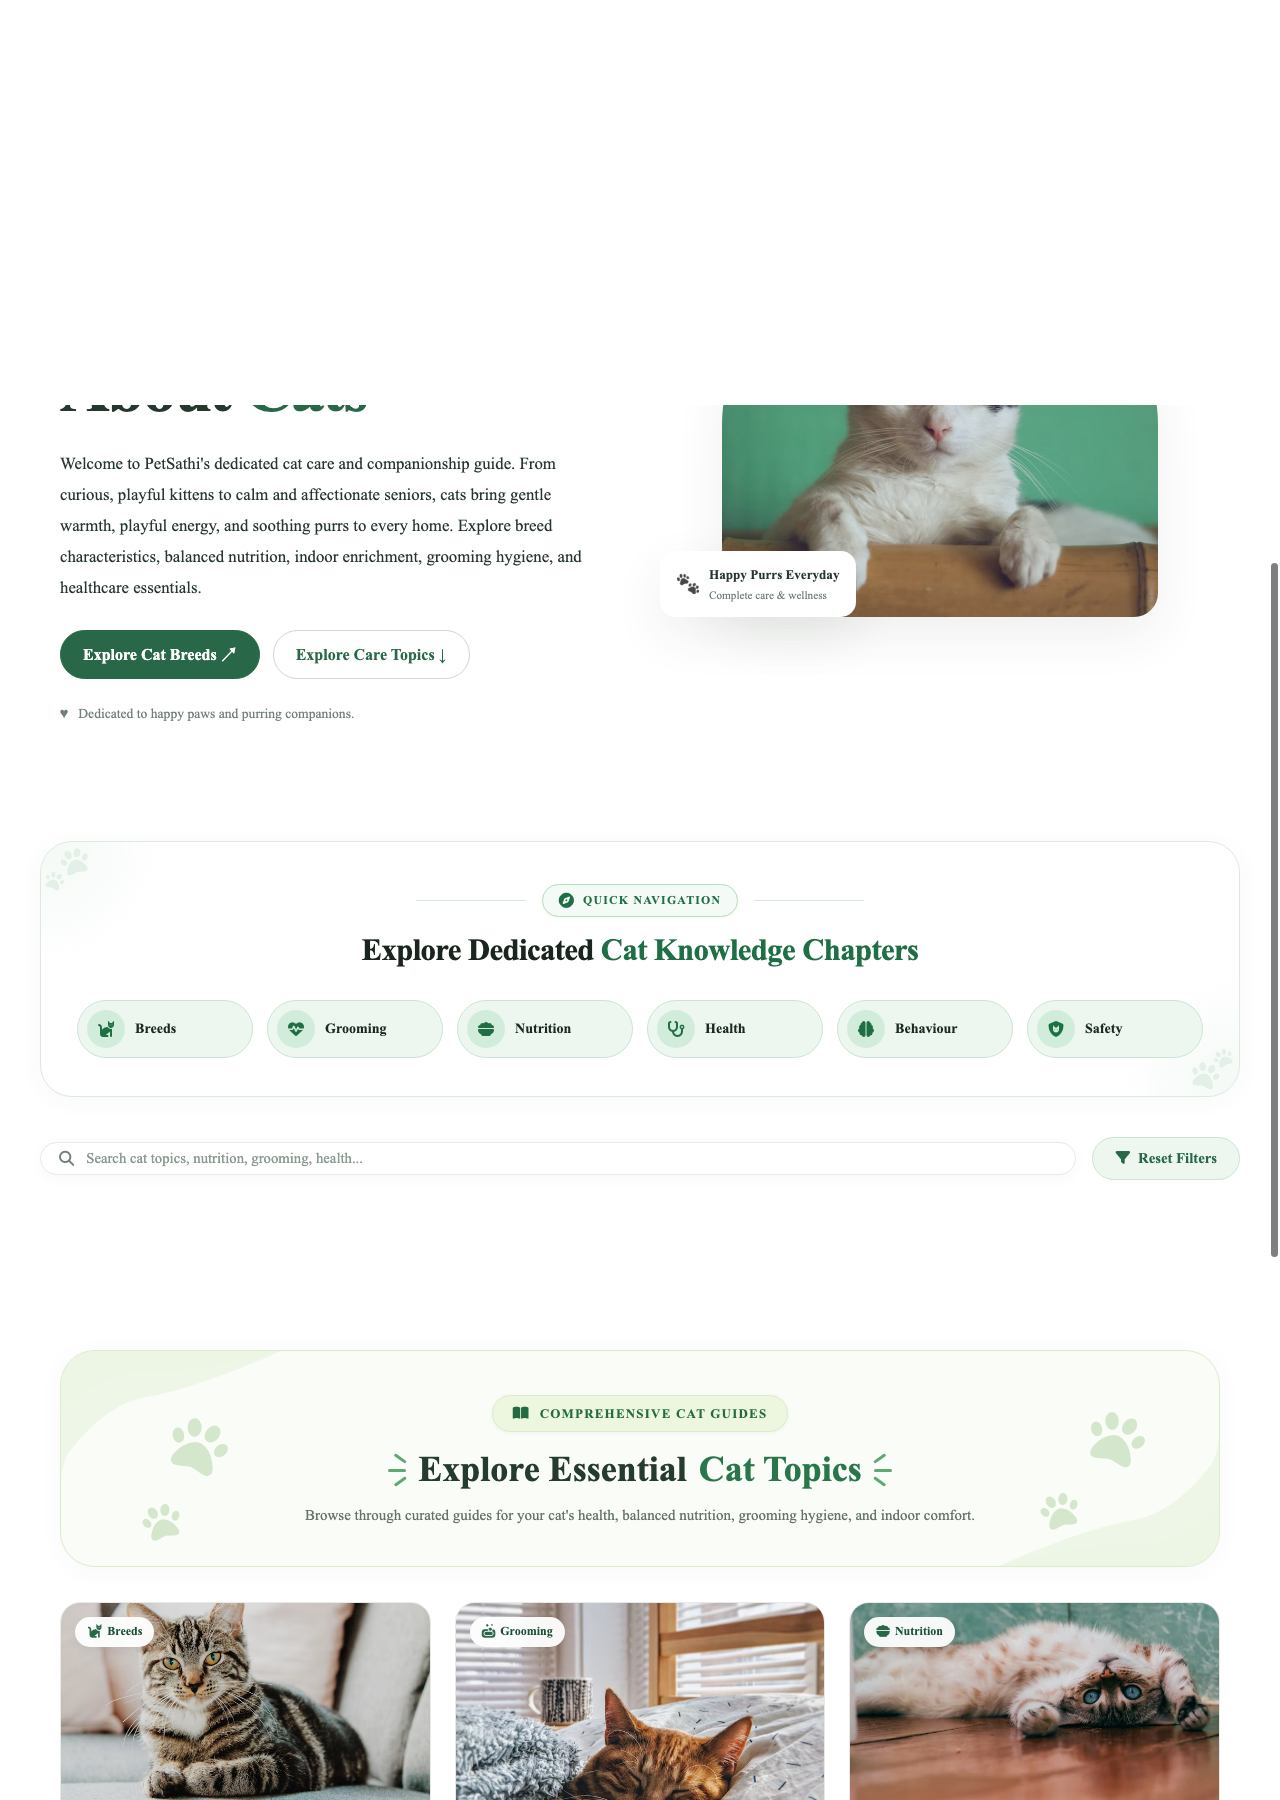 About Cats
Welcome to PetSathi's dedicated cat care and companionship guide. From
curious, playful kittens to calm and affectionate seniors, cats bring gentle
warmth, playful energy, and soothing purrs to every home. Explore breed
characteristics, balanced nutrition, indoor enrichment, grooming hygiene, and
healthcare essentials.
Happy Purrs Everyday
Complete care & wellness
Explore Cat Breeds ↗
Explore Care Topics ↓
♥ Dedicated to happy paws and purring companions.
QUICK NAVIGATION
Explore Dedicated Cat Knowledge Chapters
Breeds
Grooming
Nutrition
Health
Behaviour
Safety
Search cat topics, nutrition, grooming, health...
Reset Filters
COMPREHENSIVE CAT GUIDES
Explore Essential Cat Topics
Browse through curated guides for your cat's health, balanced nutrition, grooming hygiene, and indoor comfort.
Breeds
Grooming
Nutrition